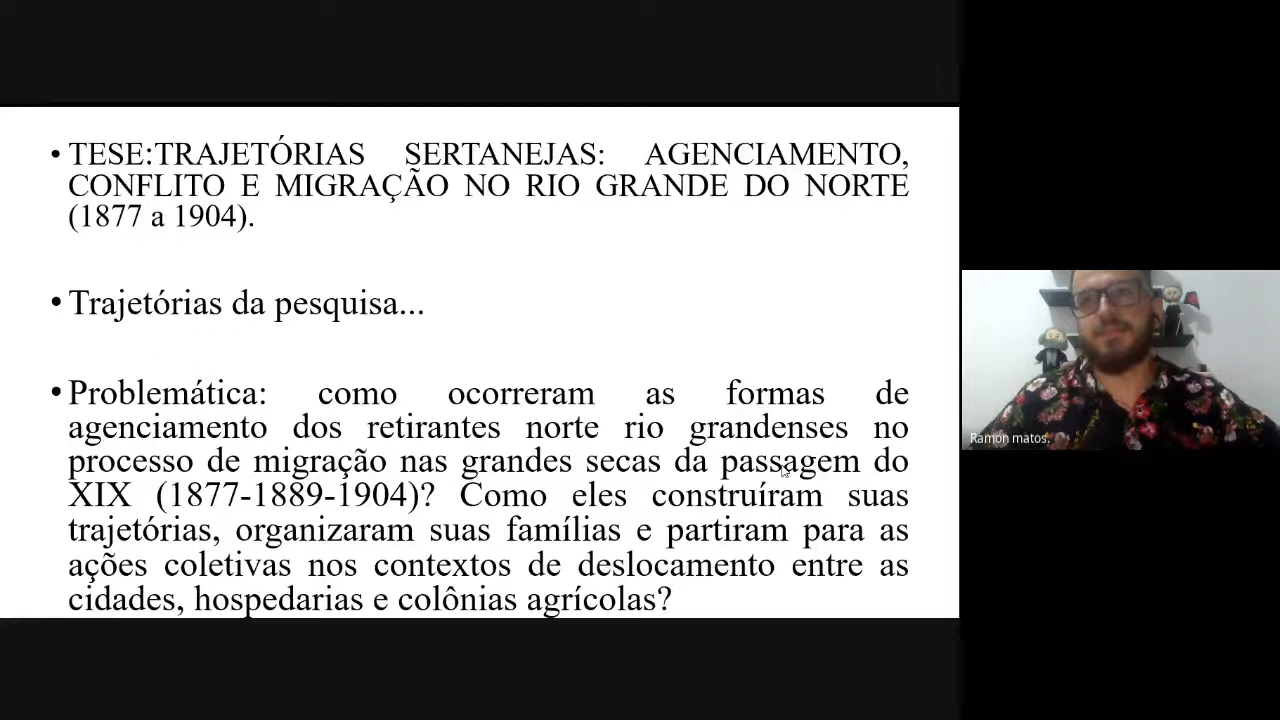 • TESE:TRAJETÓRIAS SERTANEJAS: AGENCIAMENTO,
CONFLITO E MIGRAÇÃO NO RIO GRANDE DO NORTE
(1877 a 1904).
• Trajetórias da pesquisa...
• Problemática: como ocorreram as formas de
agenciamento dos retirantes norte rio grandenses no
processo de migração nas grandes secas da passagem do
XIX (1877-1889-1904)? Como eles construíram suas
trajetórias, organizaram suas famílias e partiram para as
ações coletivas nos contextos de deslocamento entre as
cidades, hospedarias e colônias agrícolas?
Ramon matos.